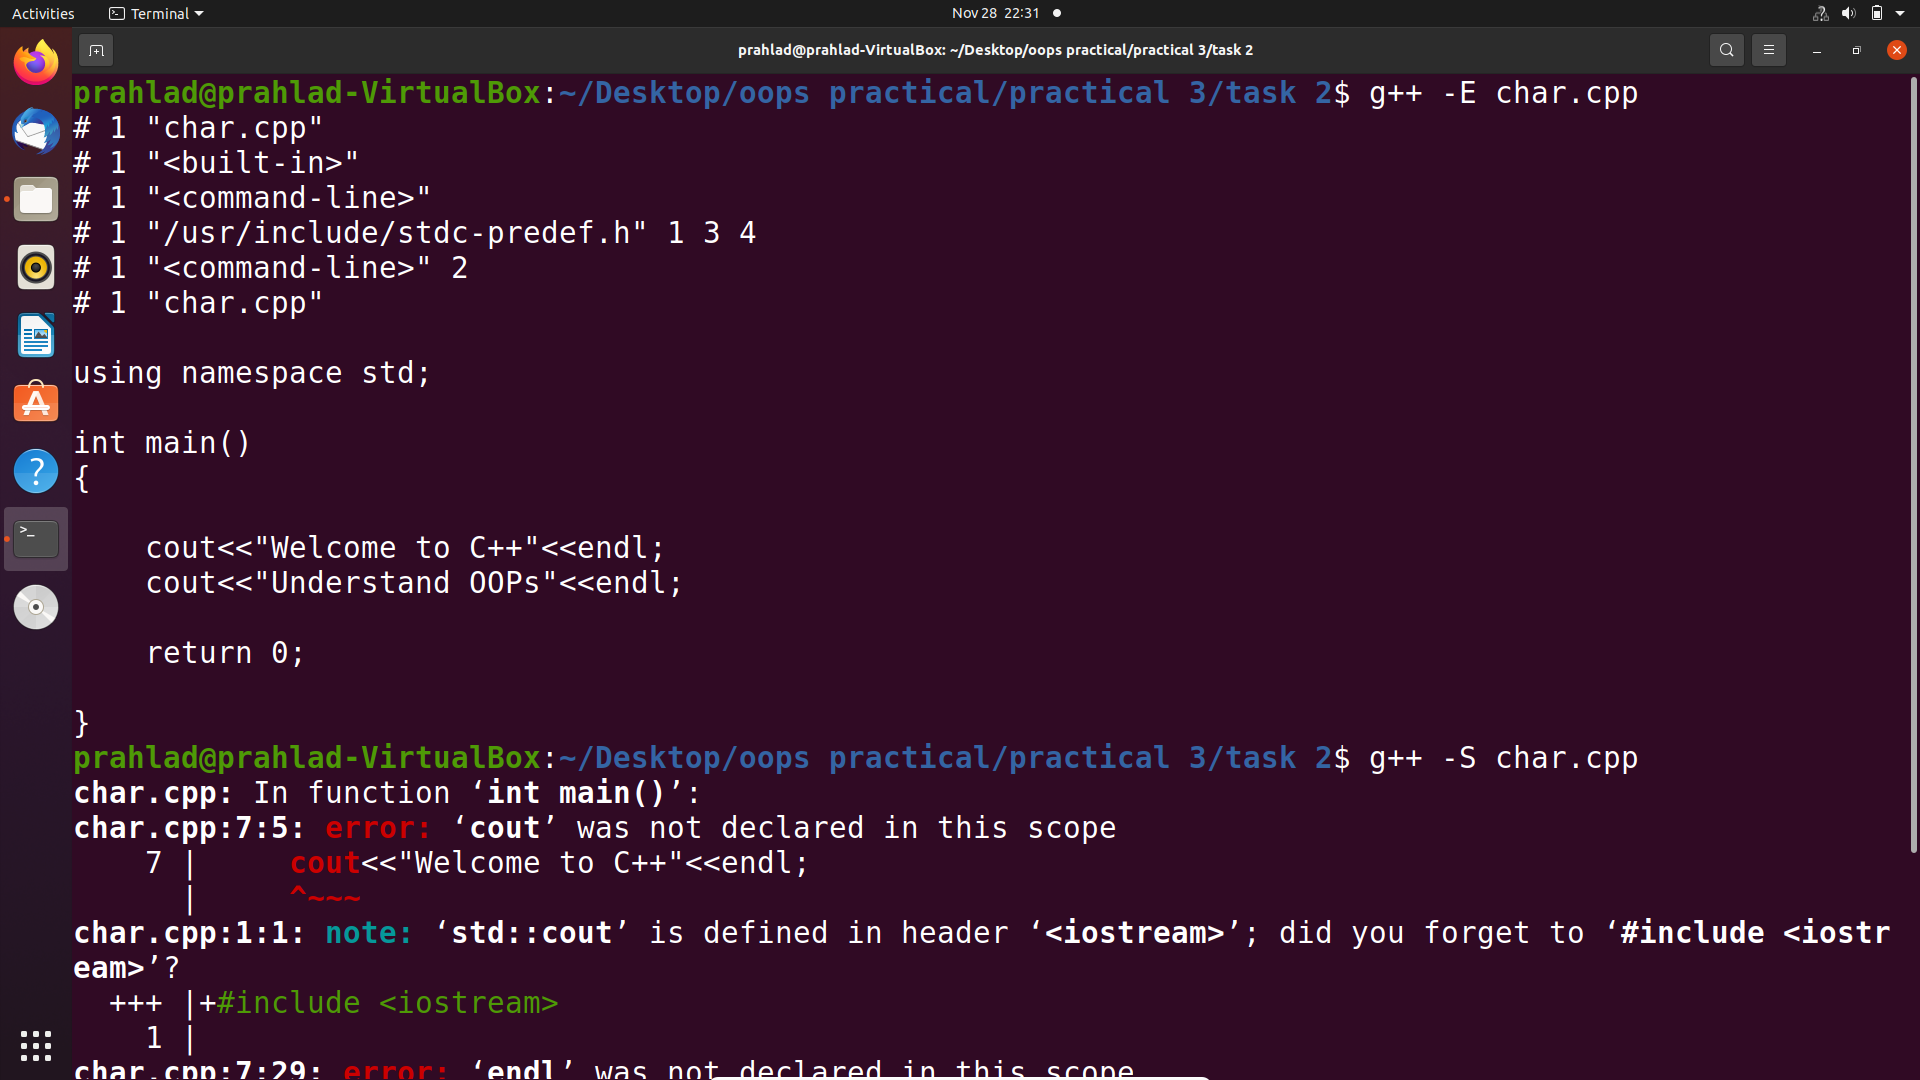 Activities Terminal Nov 28 22:31
prahlad@prahlad-VirtualBox: ~/Desktop/oops practical/practical 3/task 2
prahlad@prahlad-VirtualBox:~/Desktop/oops practical/practical 3/task 2$ g++ -E char.cpp
# 1 "char.cpp"
# 1 "<built-in>"
# 1 "<command-line>"
# 1 "/usr/include/stdc-predef.h" 1 3 4
# 1 "<command-line>" 2
# 1 "char.cpp"
using namespace std;
int main()
{
cout<<"Welcome to C++"<<endl;
cout<<"Understand OOPs"<<endl;
return 0;
}
prahlad@prahlad-VirtualBox:~/Desktop/oops practical/practical 3/task 2$ g++ -S char.cpp
char.cpp: In function ‘int main()’:
char.cpp:7:5: error: ‘cout’ was not declared in this scope
7 | cout<<"Welcome to C++"<<endl;
| ^~~~
char.cpp:1:1: note: ‘std::cout’ is defined in header ‘<iostream>’; did you forget to ‘#include <iostr
eam>’?
+++ |+#include <iostream>
1 |
char.cpp:7:29: error: ‘endl’ was not declared in this scope